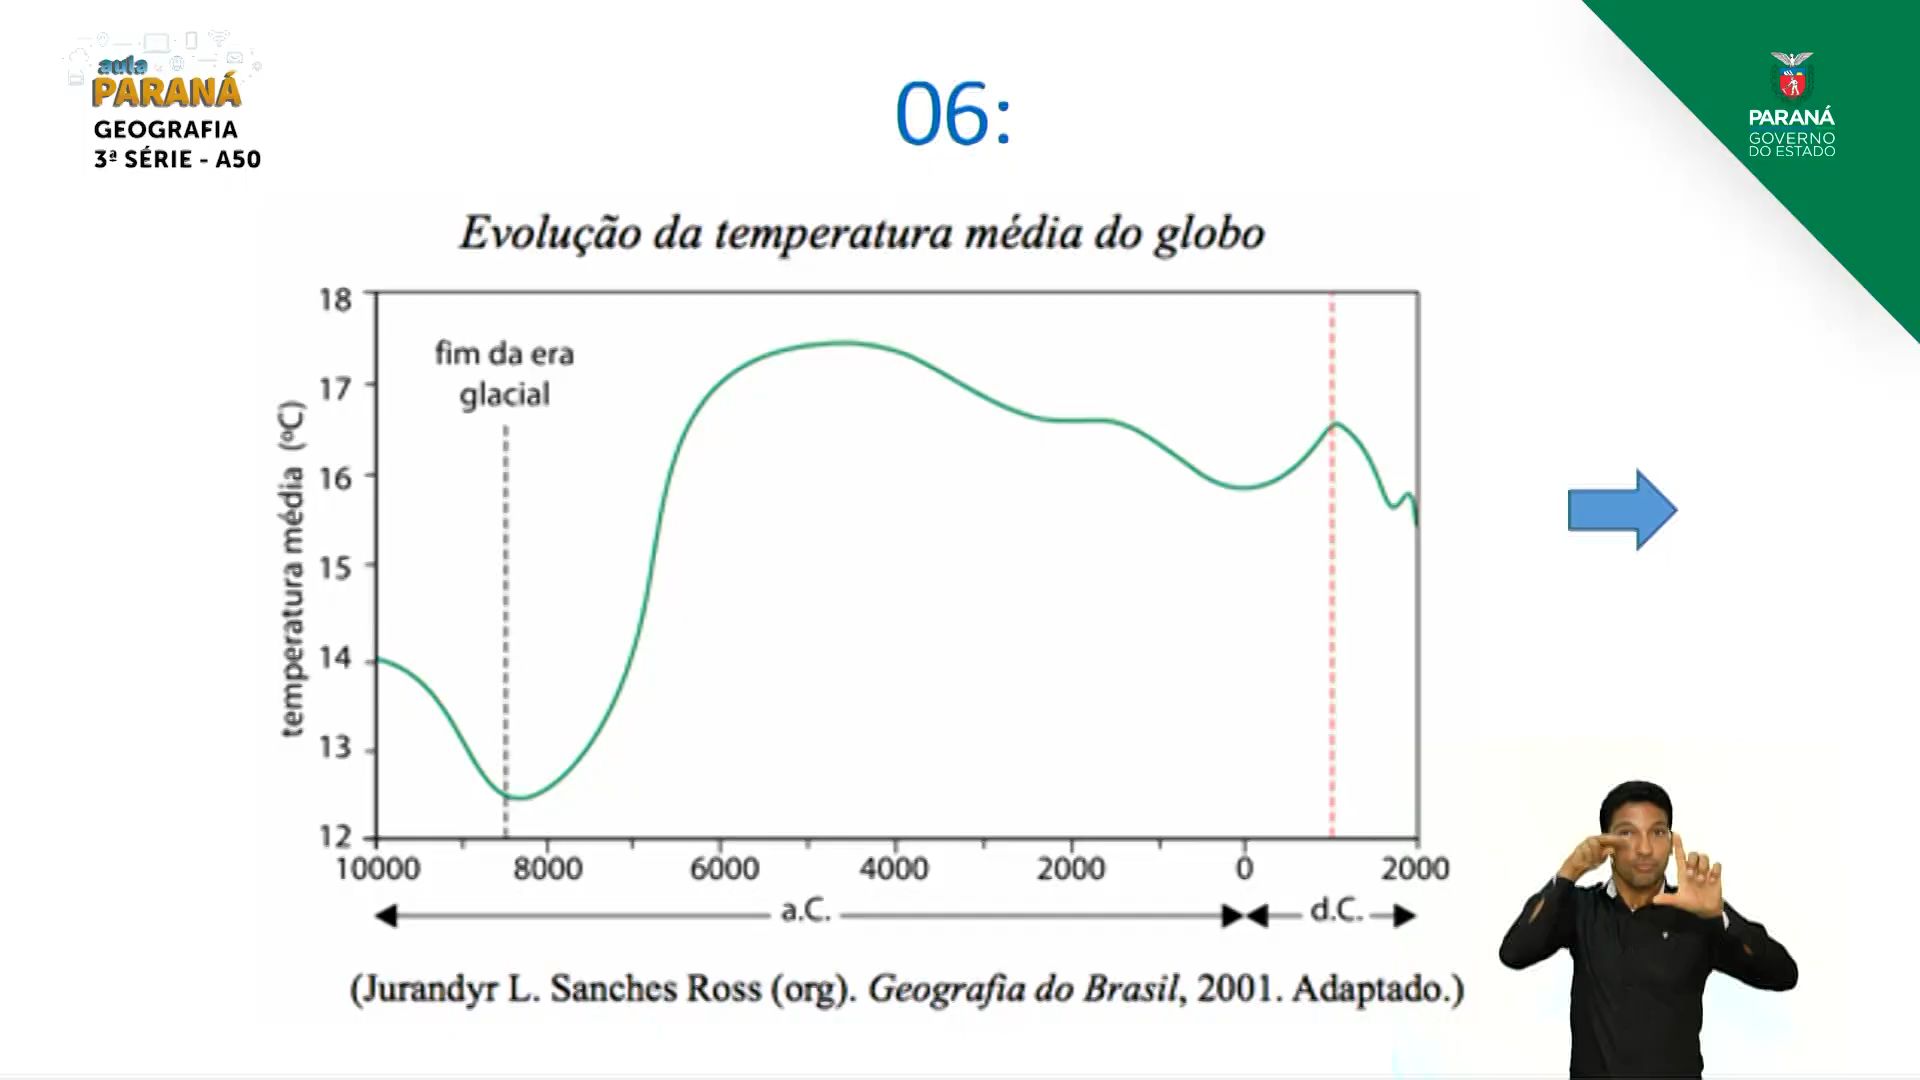 aula
PARANÁ
GEOGRAFIA
3ª SÉRIE - A50
06:
PARANÁ
GOVERNO
DO ESTADO
Evolução da temperatura média do globo
temperatura média (ºC)
18
17
16
15
14
13
12
fim da era
glacial
10000 8000 6000 4000 2000 0 2000
a.C. d.C.
(Jurandyr L. Sanches Ross (org). Geografia do Brasil, 2001. Adaptado.)